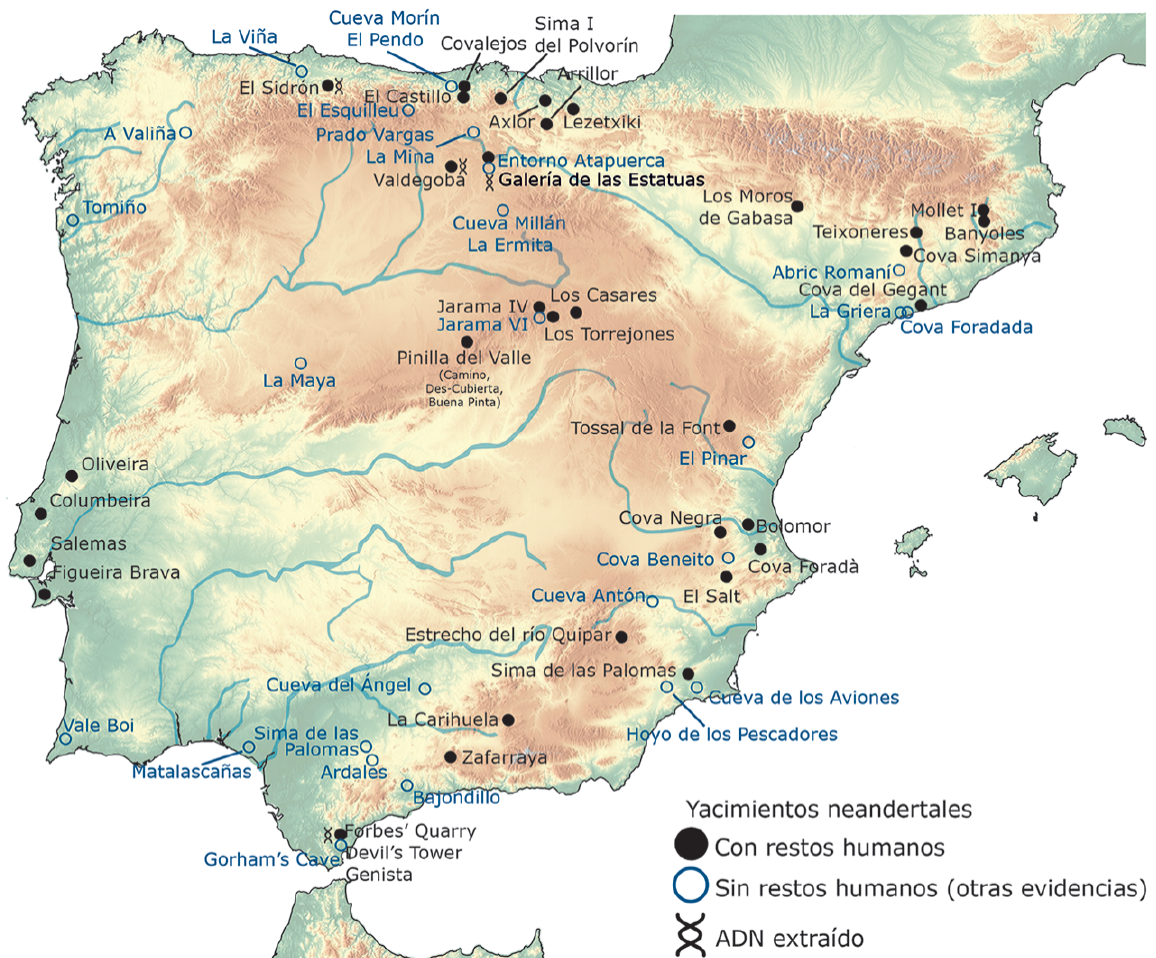 Cueva Morín
El Pendo
Sima I
del Polvorín
La Viña
Covalejos
Arrillor
El Sidrón
El Castillo
El Esquilleu
Axlor
Lezetxiki
A Valiña
Prado Vargas
La Mina
Entorno Atapuerca
Valdegoba
Galería de las Estatuas
Los Moros
de Gabasa
Tomiño
Mollet I
Cueva Millán
La Ermita
Teixoneres
Banyoles
Cova Simanya
Abric Romaní
Cova del Gegant
Jarama IV
Los Casares
La Griera
Jarama VI
Cova Foradada
Los Torrejones
Pinilla del Valle
(Camino,
Des-Cubierta,
Buena Pinta)
La Maya
Tossal de la Font
El Pinar
Oliveira
Columbeira
Cova Negra
Bolomor
Salemas
Cova Beneito
Cova Foradà
Figueira Brava
Cueva Antón
El Salt
Estrecho del río Quipar
Sima de las Palomas
Cueva del Ángel
Cueva de los Aviones
La Carihuela
Vale Boi
Hoyo de los Pescadores
Sima de las
Palomas
Zafarraya
Matalascañas
Ardales
Bajondillo
Forbes’ Quarry
Gorham’s Cave
Devil’s Tower
Genista
Yacimientos neandertales
Con restos humanos
Sin restos humanos (otras evidencias)
ADN extraído